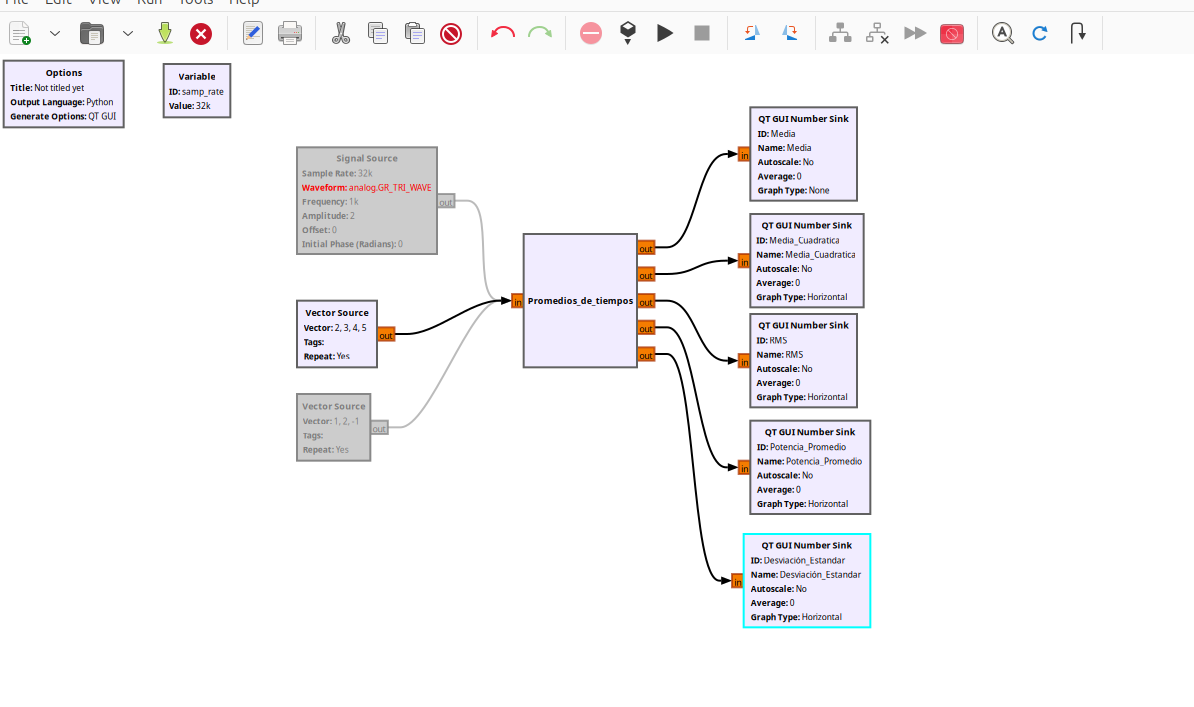 File Edit View Run Tools Help
Options
Title: Not titled yet
Output Language: Python
Generate Options: QT GUI
Variable
ID: samp_rate
Value: 32k
Signal Source
Sample Rate: 32k
Waveform: analog.GR_TRI_WAVE
Frequency: 1k
Amplitude: 2
Offset: 0
Initial Phase (Radians): 0
out
Vector Source
Vector: 2, 3, 4, 5
Tags:
Repeat: Yes
out
Vector Source
Vector: 1, 2, -1
Tags:
Repeat: Yes
out
in
Promedios_de_tiempos
out
out
out
out
out
in
QT GUI Number Sink
ID: Media
Name: Media
Autoscale: No
Average: 0
Graph Type: None
in
QT GUI Number Sink
ID: Media_Cuadratica
Name: Media_Cuadratica
Autoscale: No
Average: 0
Graph Type: Horizontal
in
QT GUI Number Sink
ID: RMS
Name: RMS
Autoscale: No
Average: 0
Graph Type: Horizontal
in
QT GUI Number Sink
ID: Potencia_Promedio
Name: Potencia_Promedio
Autoscale: No
Average: 0
Graph Type: Horizontal
in
QT GUI Number Sink
ID: Desviación_Estandar
Name: Desviación_Estandar
Autoscale: No
Average: 0
Graph Type: Horizontal